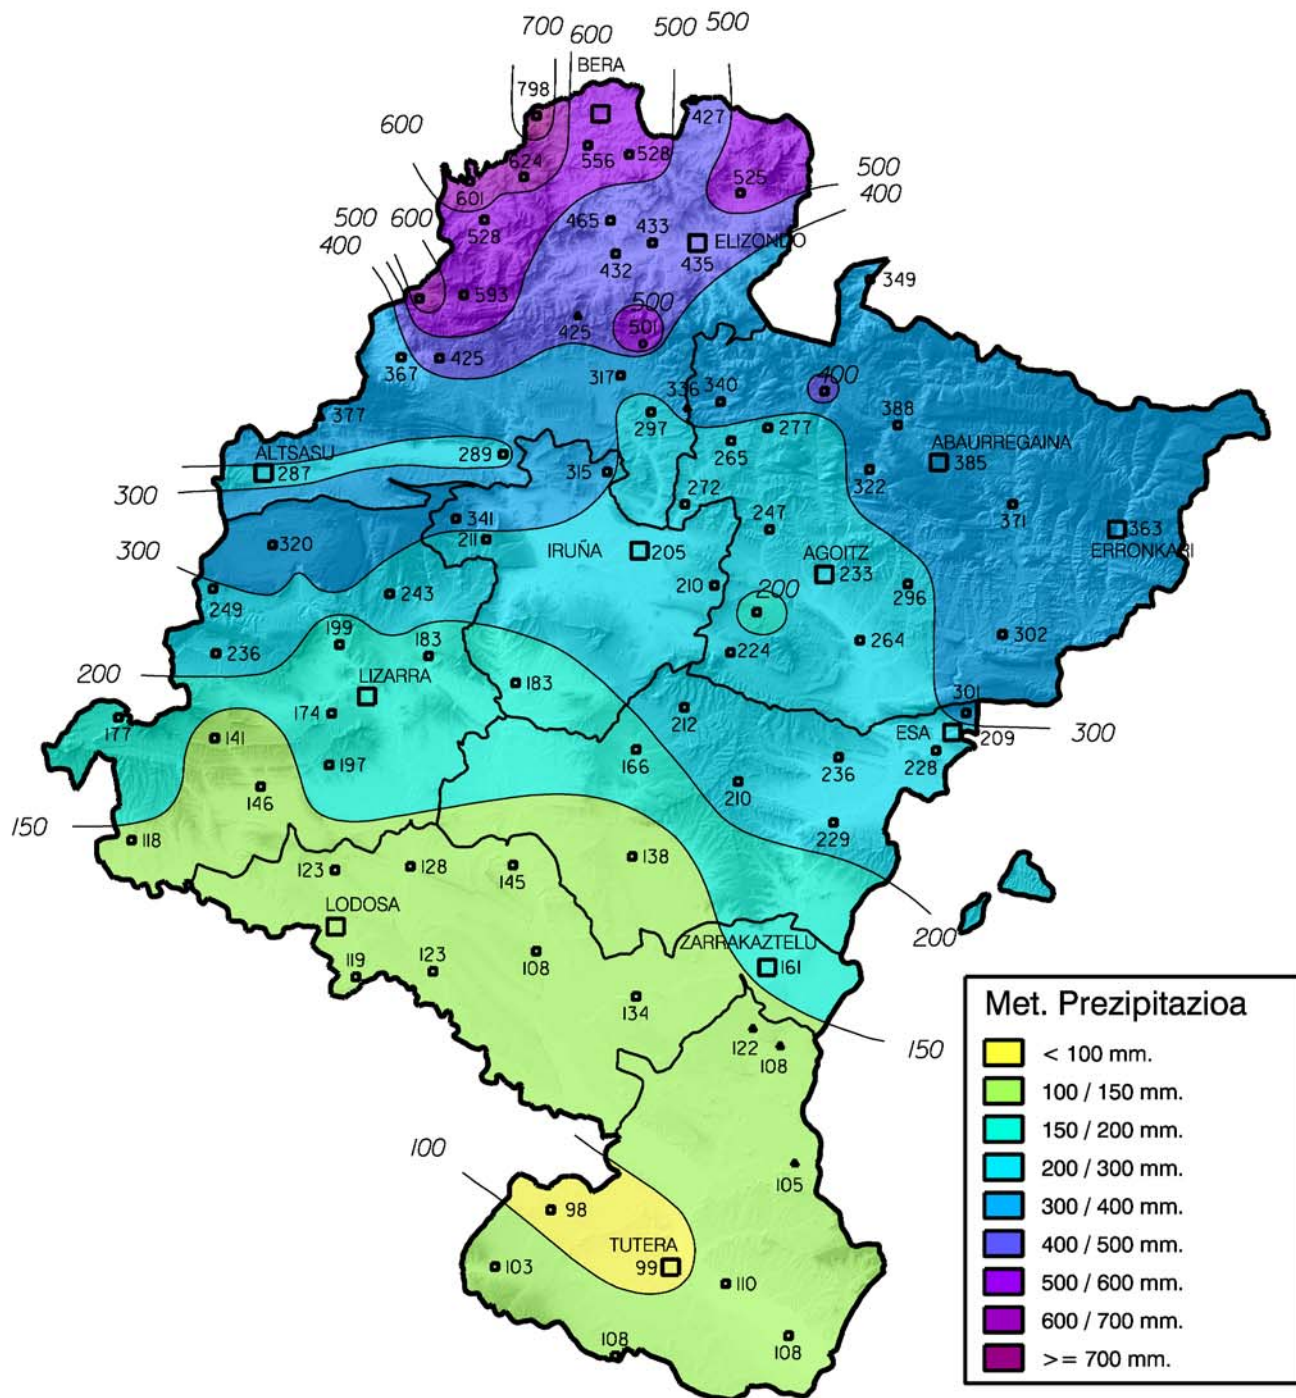 700 600 500 500
BERA
798
427
600
556 528
624
601
525 500
400
528 465 433 ELIZONDO
500 600
400
432 435
349
593
500
425 501
367 425
317
336 340 400
377 297 277 388
ALTSASU 289 265 ABAURREGAINA
287 315 322 385
300
272 247 371
341 363
211 IRUÑA 205 ERRONKARI
320
300
AGOITZ
233
249 243 210 200 296
236 199 183 224 264 302
200 LIZARRA
183
174 212 301
177 141 ESA 209 300
197 166 236 228
146 210
150 118 229
123 128 145 138
LODOSA
200
119 123 108 ZARRAKAZTELU
161
134
122 108 150
100
105
98
TUTERA
103 99 110
108 108
Met. Prezipitazioa
< 100 mm.
100 / 150 mm.
150 / 200 mm.
200 / 300 mm.
300 / 400 mm.
400 / 500 mm.
500 / 600 mm.
600 / 700 mm.
>= 700 mm.